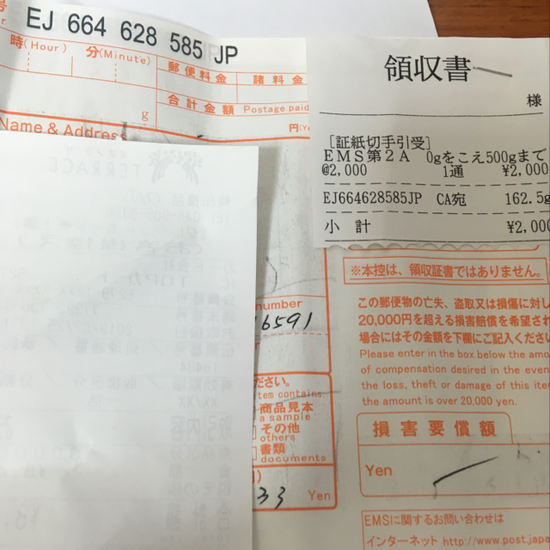 号
EJ 664 628 585 JP
時(Hour) 分(Minute)
郵便料金
諸料金
合計金額 Postage paid
g
円(Ye
Name & Address
領収書
様
[証紙切手引受]
EMS第2A 0gをこえ500gまで
@2,000 1通 ¥2,000
EJ664628585JP CA宛 162.5g
小 計 ¥2,000
※本控は、領収証書ではありません。
この郵便物の亡失、盗取又は損傷に対し
20,000円を超える損害賠償を希望され
場合にはその金額を下欄にご記入くださ
Please enter in the box below the amo
of compensation desired in the even
the loss, theft or damage of this iter
the amount is over 20,000 yen.
損害要償額
Yen
EMSに関するお問い合わせは
インターネット http://www.post.japa
number
6591
ださい。
tem contains.
商品見本
a sample
その他
others
書類
documents
33 Yen
TERRACE